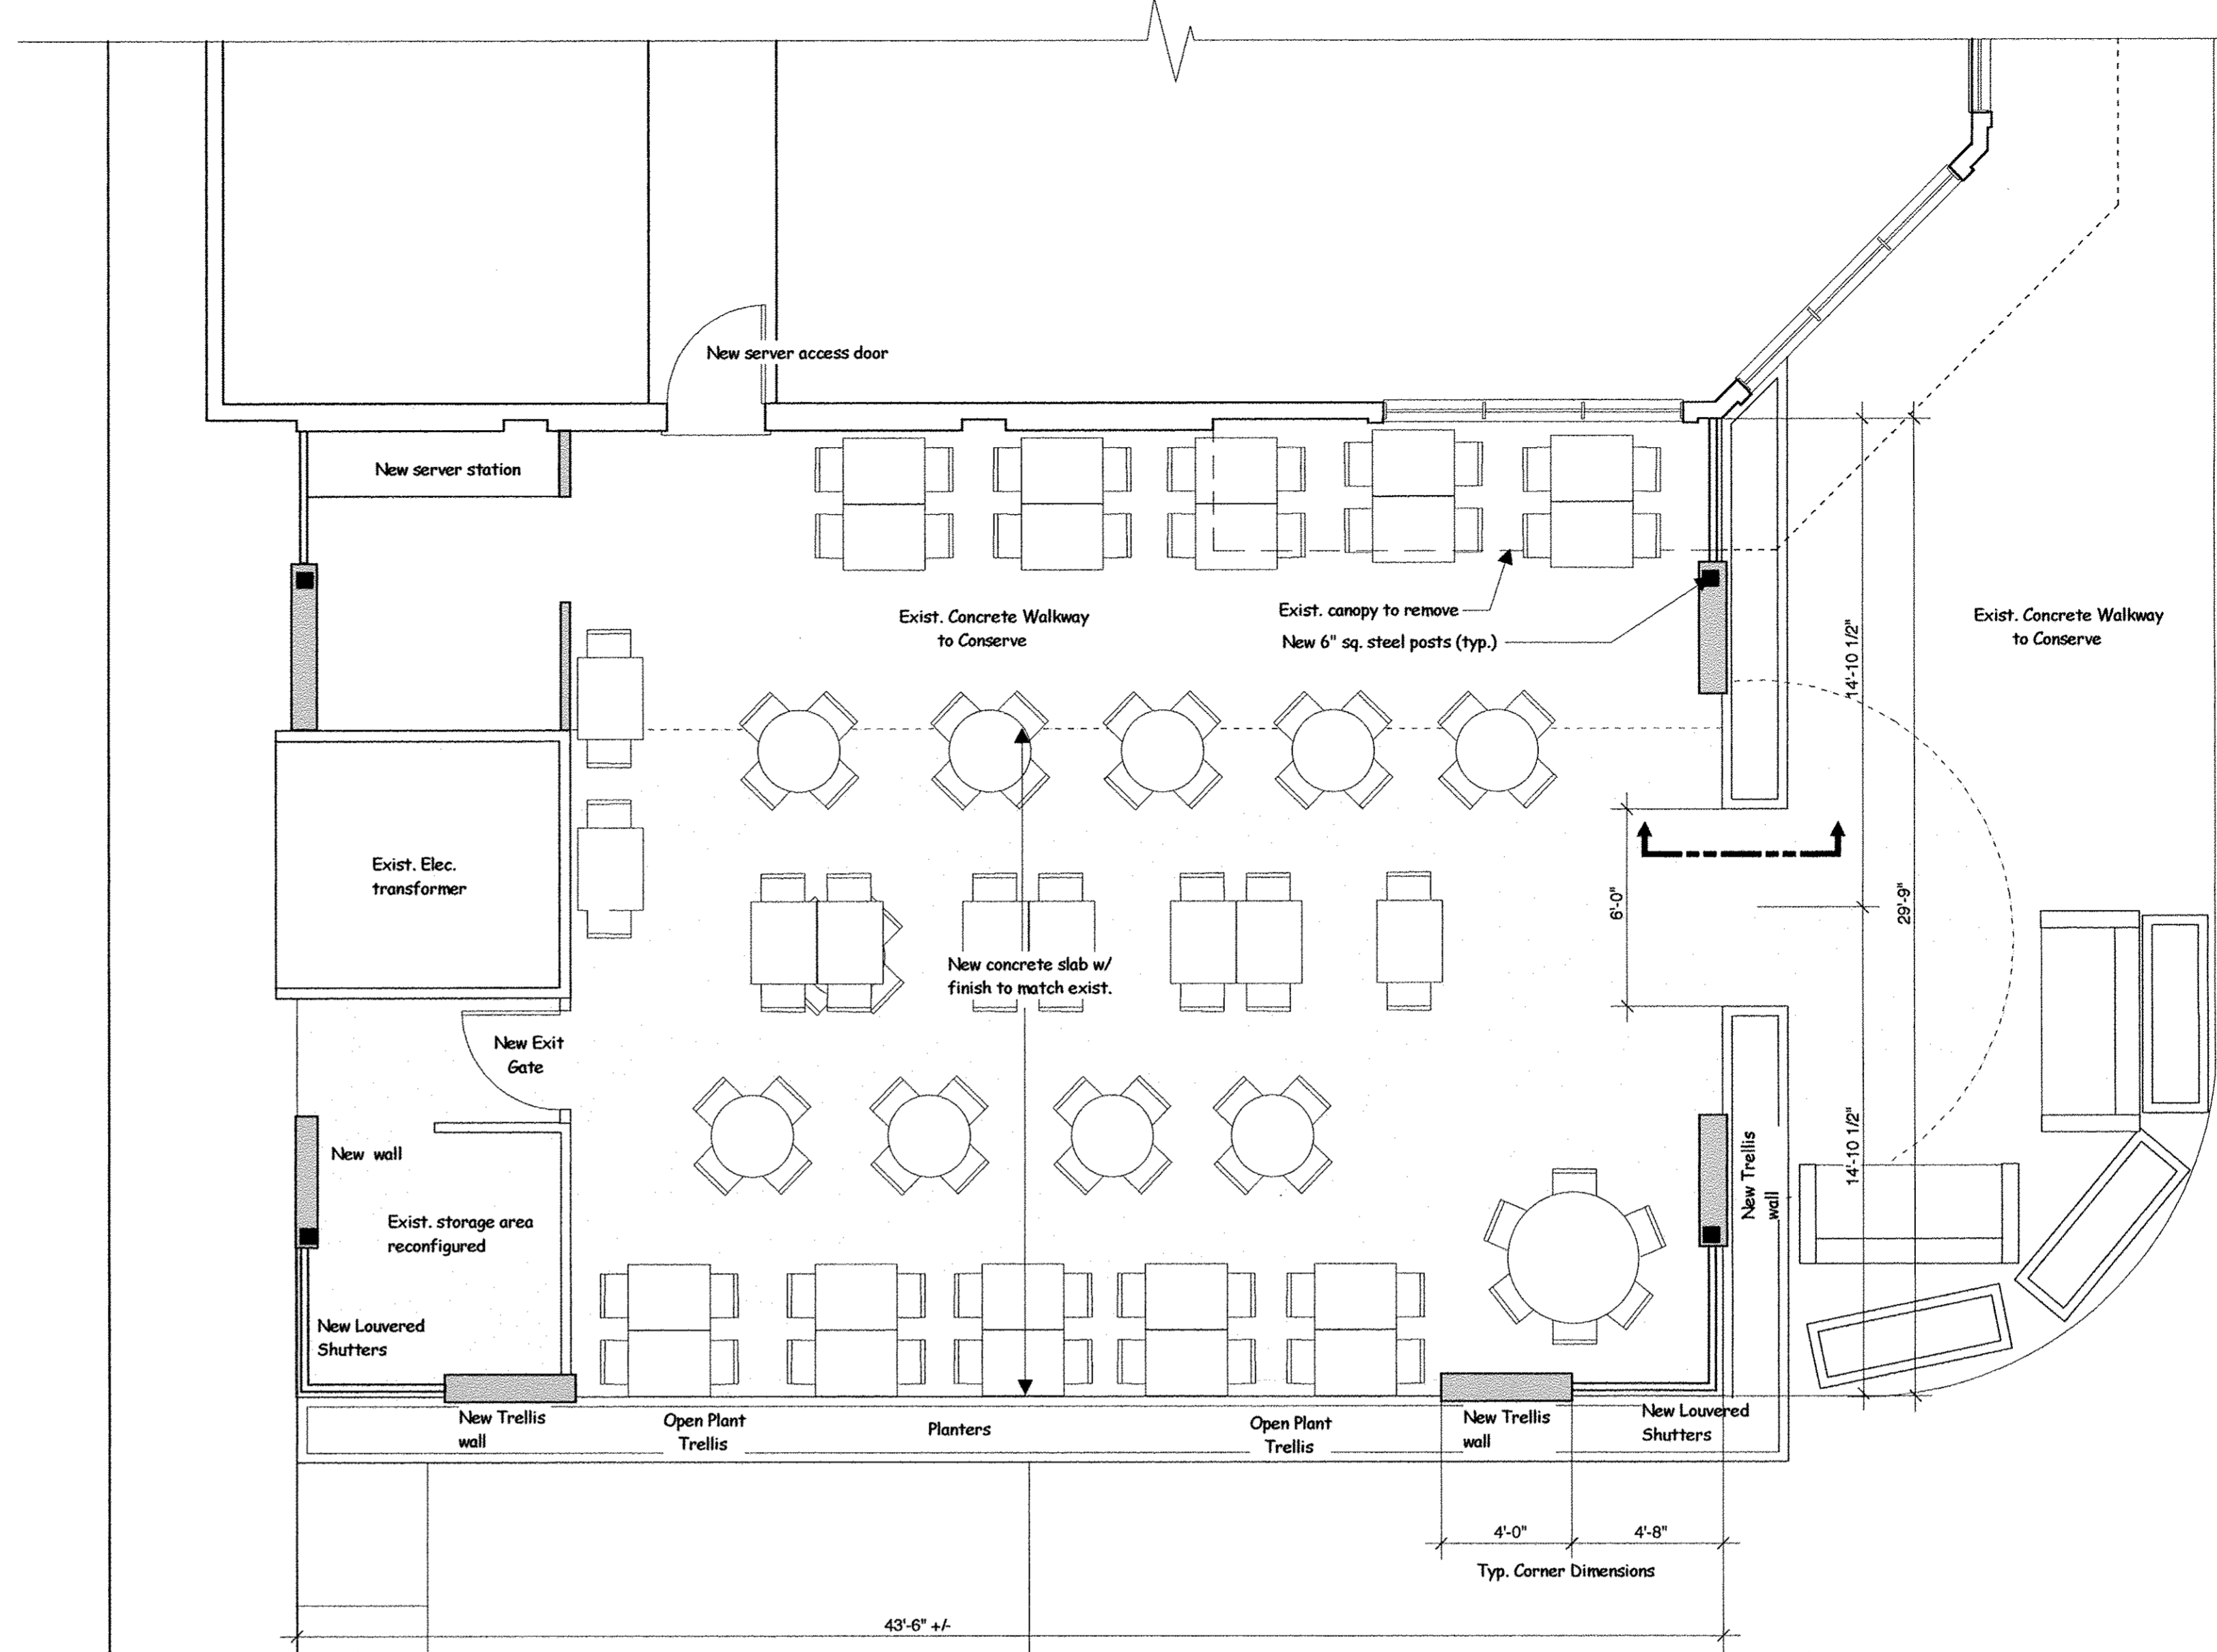 New server access door
New server station
Exist. Concrete Walkway
to Conserve
Exist. canopy to remove
New 6" sq. steel posts (typ.)
Exist. Concrete Walkway
to Conserve
14'-10 1/2"
Exist. Elec.
transformer
6'-0"
29'-9"
New concrete slab w/
finish to match exist.
New Exit
Gate
New wall
14'-10 1/2"
New Trellis
wall
Exist. storage area
reconfigured
New Louvered
Shutters
New Trellis
wall
Open Plant
Trellis
Planters
Open Plant
Trellis
New Trellis
wall
New Louvered
Shutters
4'-0"
4'-8"
Typ. Corner Dimensions
43'-6" +/-